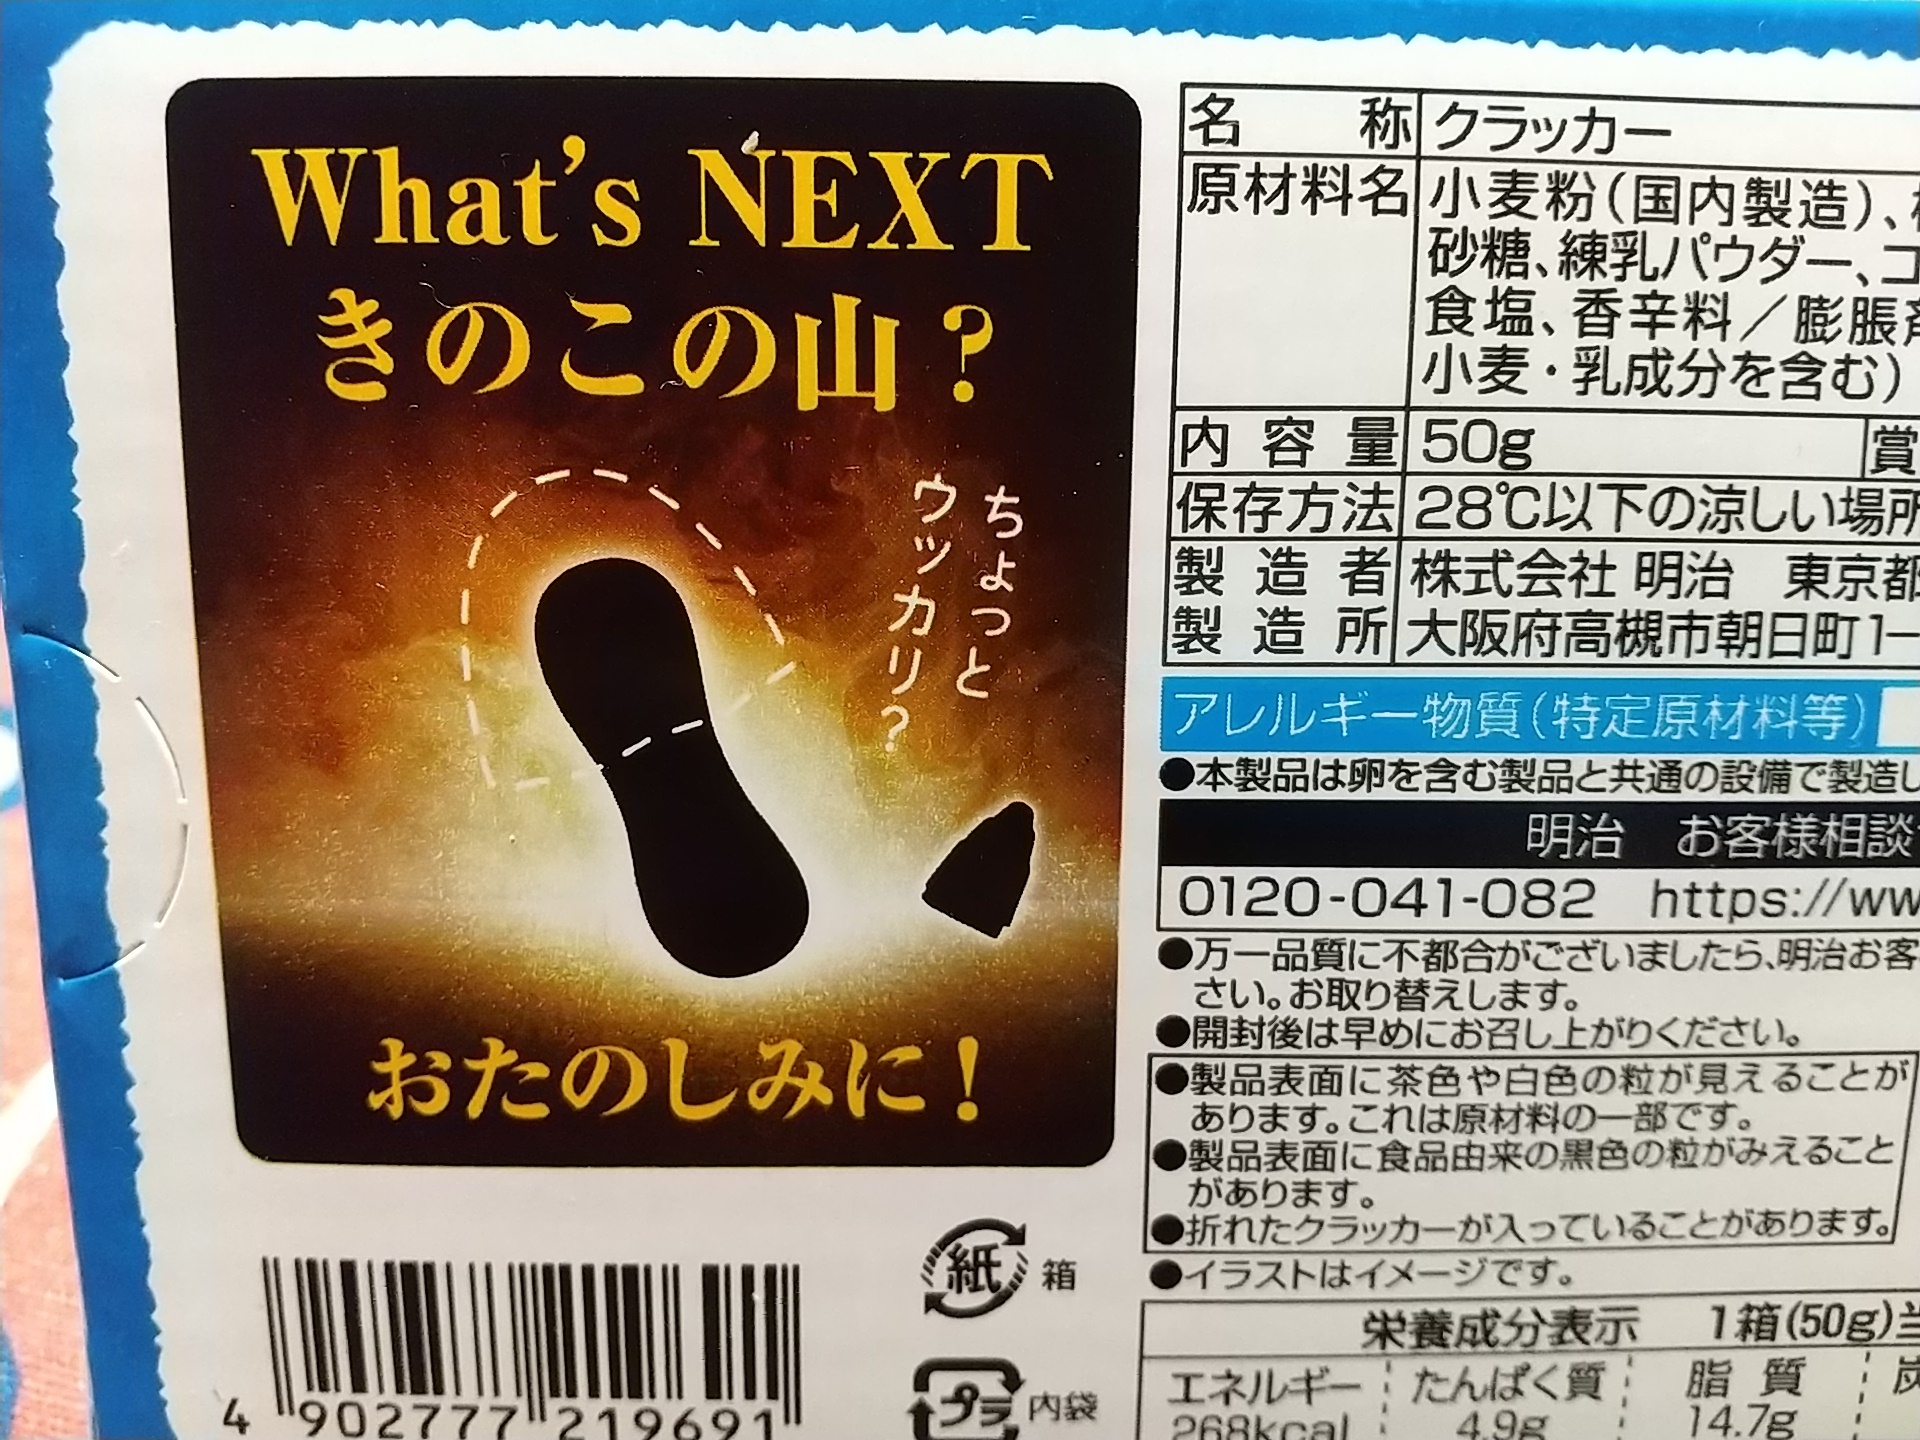 What's NEXT
きのこの山？
ちょっと
ウッカリ？
おたのしみに！
4 902777 219691
紙 箱
プラ 内袋
名称 クラッカー
原材料名 小麦粉(国内製造)、
砂糖、練乳パウダー、コ
食塩、香辛料／膨脹剤
小麦・乳成分を含む)
内容量 50g 賞
保存方法 28℃以下の涼しい場所
製造者 株式会社 明治 東京都
製造所 大阪府高槻市朝日町1−
アレルギー物質(特定原材料等)
●本製品は卵を含む製品と共通の設備で製造し
明治 お客様相談
0120-041-082 https://ww
●万一品質に不都合がございましたら、明治お客
さい。お取り替えします。
●開封後は早めにお召し上がりください。
●製品表面に茶色や白色の粒が見えることが
あります。これは原材料の一部です。
●製品表面に食品由来の黒色の粒がみえること
があります。
●折れたクラッカーが入っていることがあります。
●イラストはイメージです。
栄養成分表示 1箱(50g)当
エネルギー たんぱく質 脂質 炭
268kcal 4.9g 14.7g